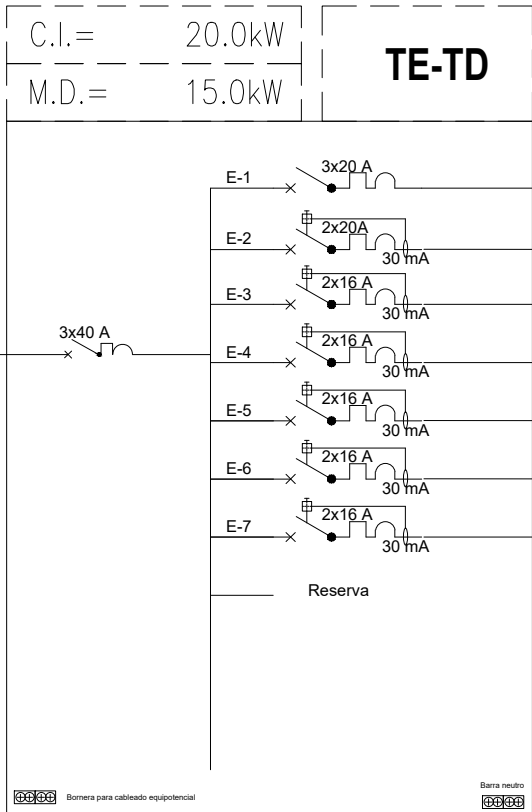 C.I.= 20.0kW
TE-TD
M.D.= 15.0kW
E-1 3x20 A
E-2 2x20A 30 mA
E-3 2x16 A 30 mA
3x40 A
E-4 2x16 A 30 mA
E-5 2x16 A 30 mA
E-6 2x16 A 30 mA
E-7 2x16 A 30 mA
Reserva
Bornera para cableado equipotencial
Barra neutro